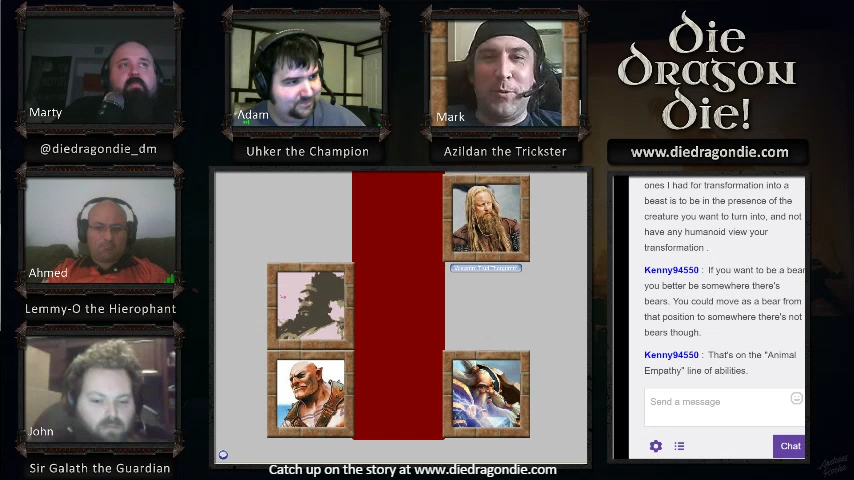 Marty
@diedragondie_dm
Adam
Uhker the Champion
Mark
Azildan the Trickster
die
DRAGON
die!
www.diedragondie.com
Ahmed
Lemmy-O the Hierophant
John
Sir Galath the Guardian
ones I had for transformation into a
beast is to be in the presence of the
creature you want to turn into, and not
have any humanoid view your
transformation .
Kenny94550 : If you want to be a bear
you better be somewhere there's
bears. You could move as a bear from
that position to somewhere there's not
bears though.
Kenny94550 : That's on the "Animal
Empathy" line of abilities.
Send a message
Chat
Catch up on the story at www.diedragondie.com